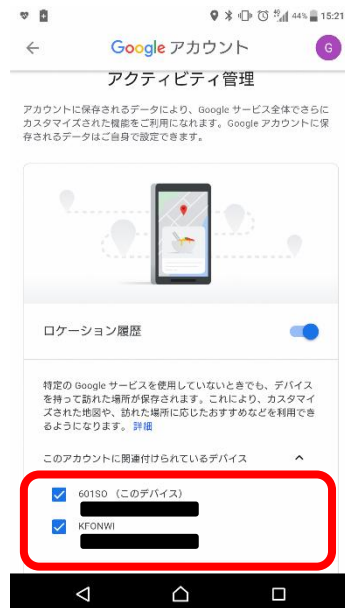 44% 15:21
Google アカウント
G
アクティビティ管理
アカウントに保存されるデータにより、Google サービス全体でさらに
カスタマイズされた機能をご利用になれます。Google アカウントに保
存されるデータはご自身で設定できます。
ロケーション履歴
特定の Google サービスを使用していないときでも、デバイス
を持って訪れた場所が保存されます。これにより、カスタマイ
ズされた地図や、訪れた場所に応じたおすすめなどを利用でき
るようになります。 詳細
このアカウントに関連付けられているデバイス
601SO （このデバイス）
KFONWI